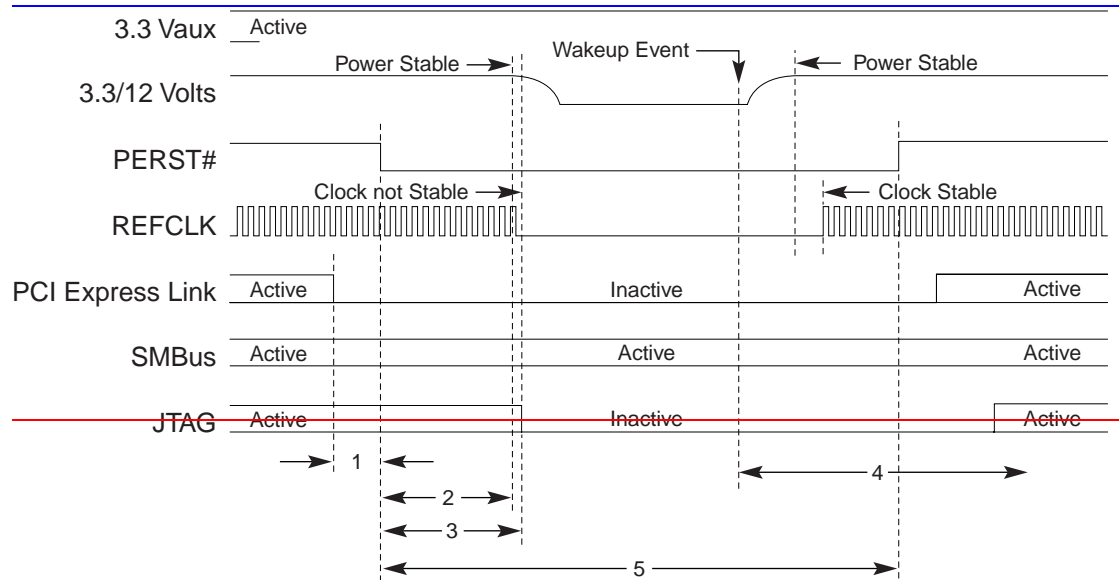 3.3 Vaux
Active
Wakeup Event
Power Stable
Power Stable
3.3/12 Volts
PERST#
Clock not Stable
Clock Stable
REFCLK
PCI Express Link
Active
Inactive
Active
SMBus
Active
Active
Active
JTAG
Active
Inactive
Active
1
4
2
3
5